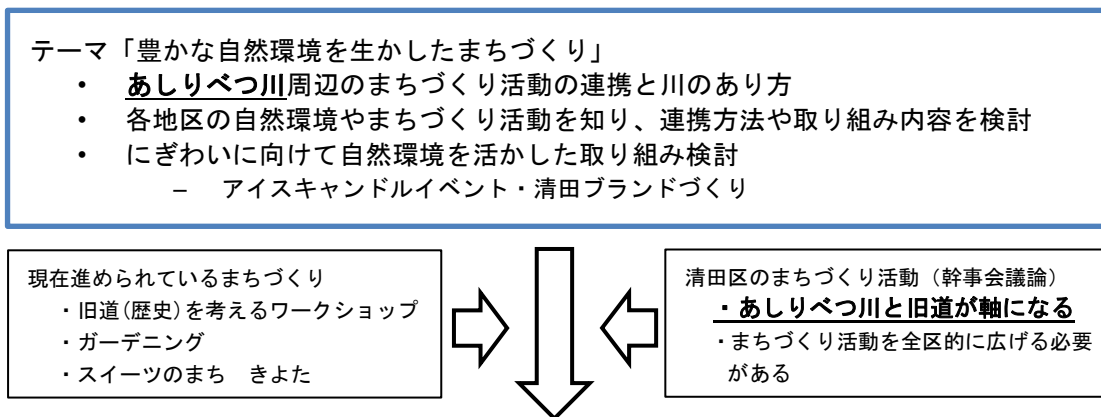 テーマ「豊かな自然環境を生かしたまちづくり」
• あしりべつ川周辺のまちづくり活動の連携と川のあり方
• 各地区の自然環境やまちづくり活動を知り、連携方法や取り組み内容を検討
• にぎわいに向けて自然環境を活かした取り組み検討
– アイスキャンドルイベント・清田ブランドづくり
現在進められているまちづくり
・旧道(歴史)を考えるワークショップ
・ガーデニング
・スイーツのまち　きよた
清田区のまちづくり活動（幹事会議論）
・あしりべつ川と旧道が軸になる
・まちづくり活動を全区的に広げる必要
がある